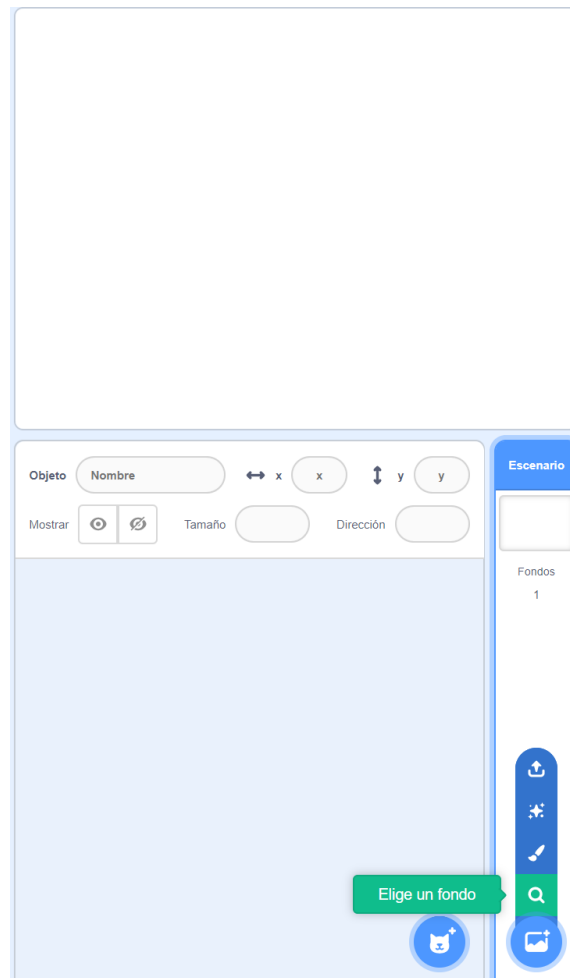 Objeto Nombre x x y y
Mostrar Tamaño Dirección
Escenario
Fondos
1
Elige un fondo